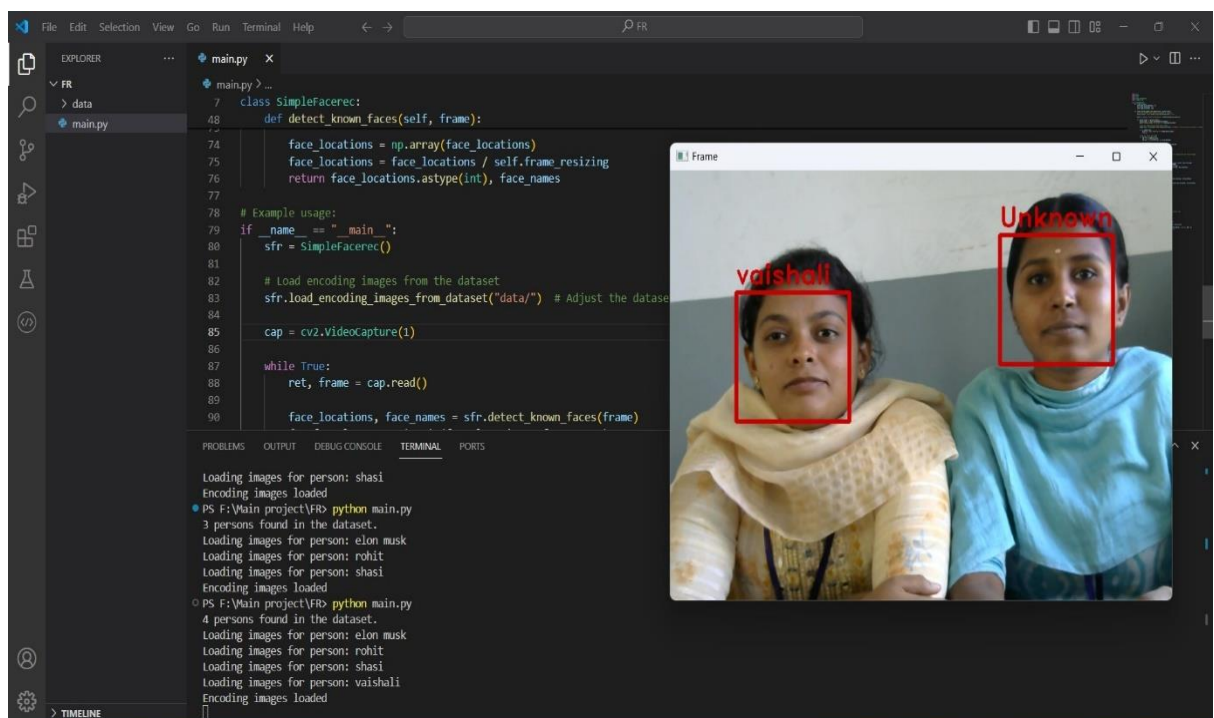 File Edit Selection View Go Run Terminal Help
FR
EXPLORER
FR
data
main.py
TIMELINE
main.py X
main.py > ...
7 class SimpleFacerec:
48 def detect_known_faces(self, frame):
74 face_locations = np.array(face_locations)
75 face_locations = face_locations / self.frame_resizing
76 return face_locations.astype(int), face_names
77
78 # Example usage:
79 if __name__ == "__main__":
80 sfr = SimpleFacerec()
81
82 # Load encoding images from the dataset
83 sfr.load_encoding_images_from_dataset("data/") # Adjust the datase
84
85 cap = cv2.VideoCapture(1)
86
87 while True:
88 ret, frame = cap.read()
89
90 face_locations, face_names = sfr.detect_known_faces(frame)
Frame
Unknown
vaishali
PROBLEMS OUTPUT DEBUG CONSOLE TERMINAL PORTS
Loading images for person: shasi
Encoding images loaded
PS F:\Main project\FR> python main.py
3 persons found in the dataset.
Loading images for person: elon musk
Loading images for person: rohit
Loading images for person: shasi
Encoding images loaded
PS F:\Main project\FR> python main.py
4 persons found in the dataset.
Loading images for person: elon musk
Loading images for person: rohit
Loading images for person: shasi
Loading images for person: vaishali
Encoding images loaded